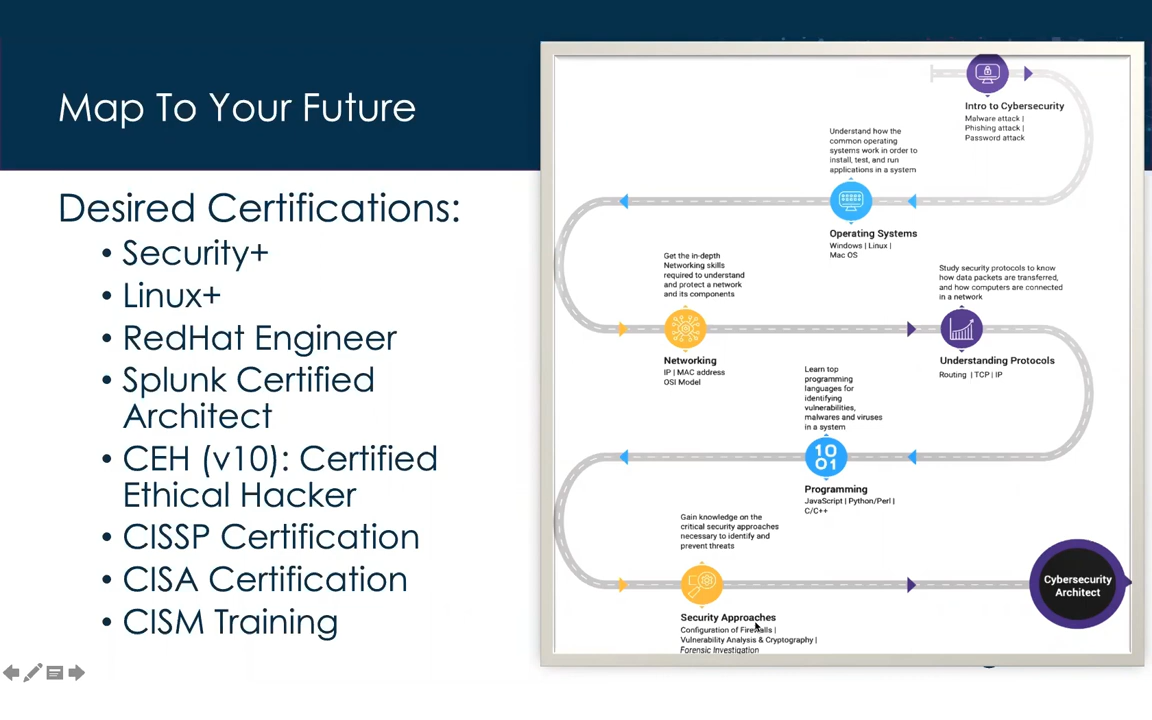 Map To Your Future
Desired Certifications:
• Security+
• Linux+
• RedHat Engineer
• Splunk Certified
Architect
• CEH (v10): Certified
Ethical Hacker
• CISSP Certification
• CISA Certification
• CISM Training
Intro to Cybersecurity
Malware attack |
Phishing attack |
Password attack
Understand how the
common operating
systems work in order to
install, test, and run
applications in a system
Operating Systems
Windows | Linux |
Mac OS
Get the in-depth
Networking skills
required to understand
and protect a network
and its components
Networking
IP | MAC address
OSI Model
Study security protocols to know
how data packets are transferred,
and how computers are connected
in a network
Understanding Protocols
Routing | TCP | IP
Learn top
programming
languages for
identifying
vulnerabilities,
malwares and viruses
in a system
10
01
Programming
JavaScript | Python/Perl |
C/C++
Gain knowledge on the
critical security approaches
necessary to identify and
prevent threats
Security Approaches
Configuration of Firewalls |
Vulnerability Analysis & Cryptography |
Forensic Investigation
Cybersecurity
Architect